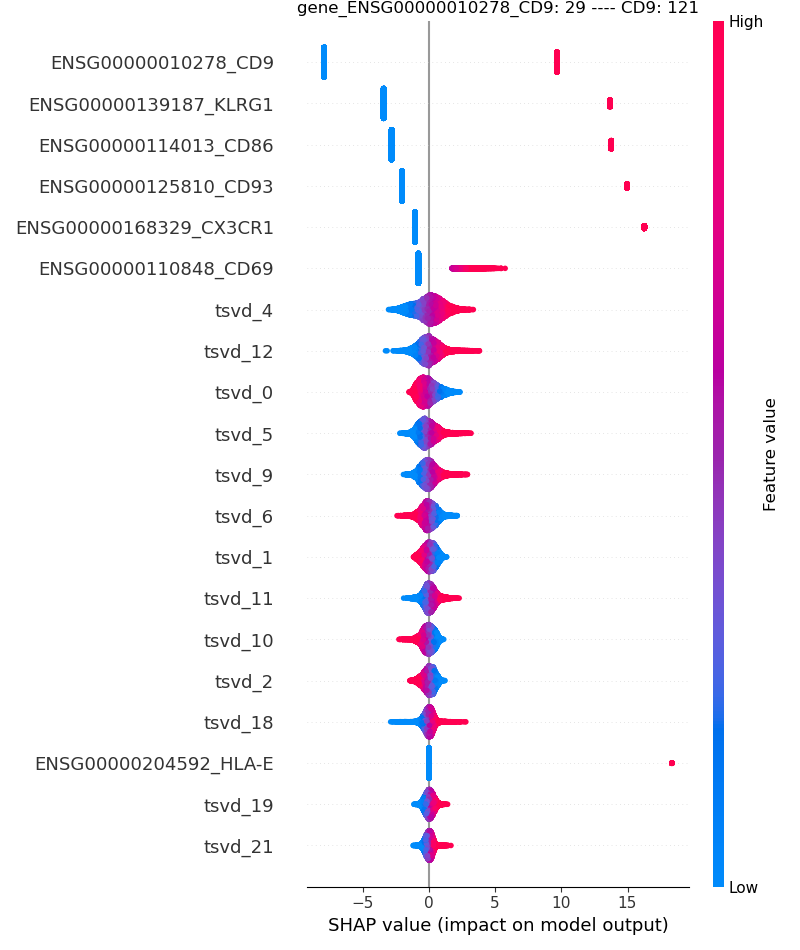 gene_ENSG00000010278_CD9: 29 ---- CD9: 121
High
ENSG00000010278_CD9
ENSG00000139187_KLRG1
ENSG00000114013_CD86
ENSG00000125810_CD93
ENSG00000168329_CX3CR1
ENSG00000110848_CD69
tsvd_4
tsvd_12
tsvd_0
tsvd_5
tsvd_9
tsvd_6
tsvd_1
tsvd_11
tsvd_10
tsvd_2
tsvd_18
ENSG00000204592_HLA-E
tsvd_19
tsvd_21
Feature value
Low
−5 0 5 10 15
SHAP value (impact on model output)